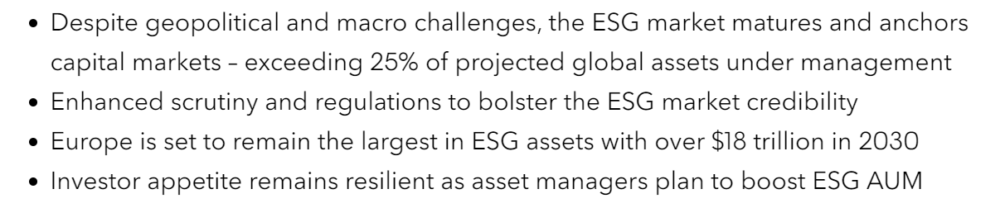 • Despite geopolitical and macro challenges, the ESG market matures and anchors
capital markets – exceeding 25% of projected global assets under management
• Enhanced scrutiny and regulations to bolster the ESG market credibility
• Europe is set to remain the largest in ESG assets with over $18 trillion in 2030
• Investor appetite remains resilient as asset managers plan to boost ESG AUM